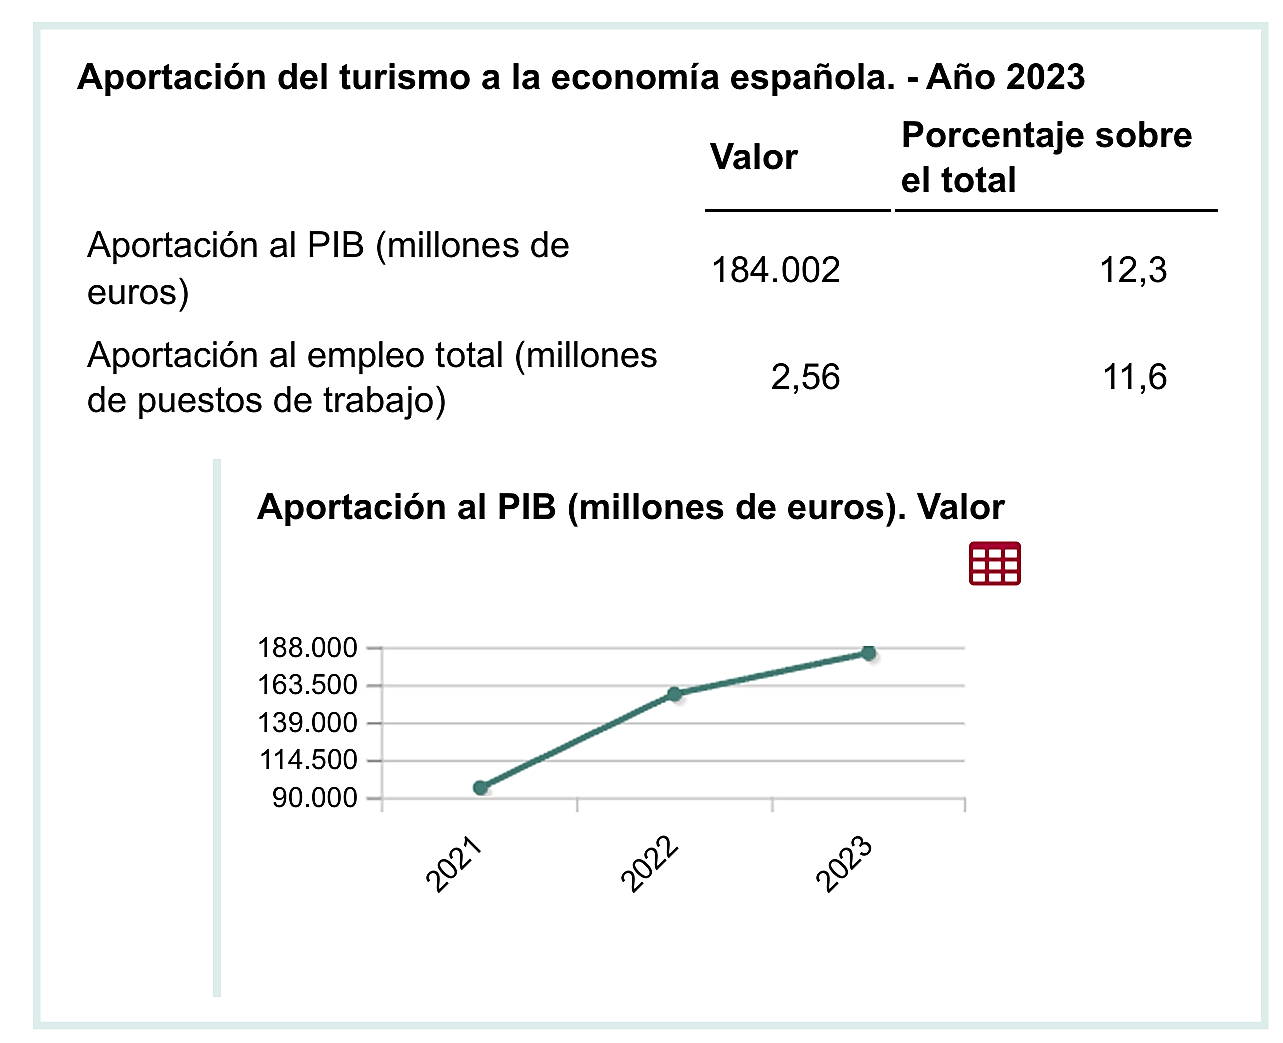 Aportación del turismo a la economía española. - Año 2023
Valor
Porcentaje sobre
el total
Aportación al PIB (millones de
euros)
184.002
12,3
Aportación al empleo total (millones
de puestos de trabajo)
2,56
11,6
Aportación al PIB (millones de euros). Valor
188.000
163.500
139.000
114.500
90.000
2021
2022
2023